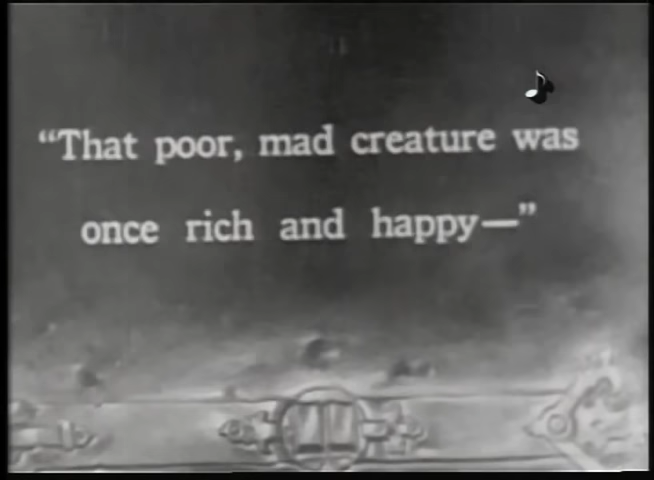 “That poor, mad creature was
once rich and happy—”